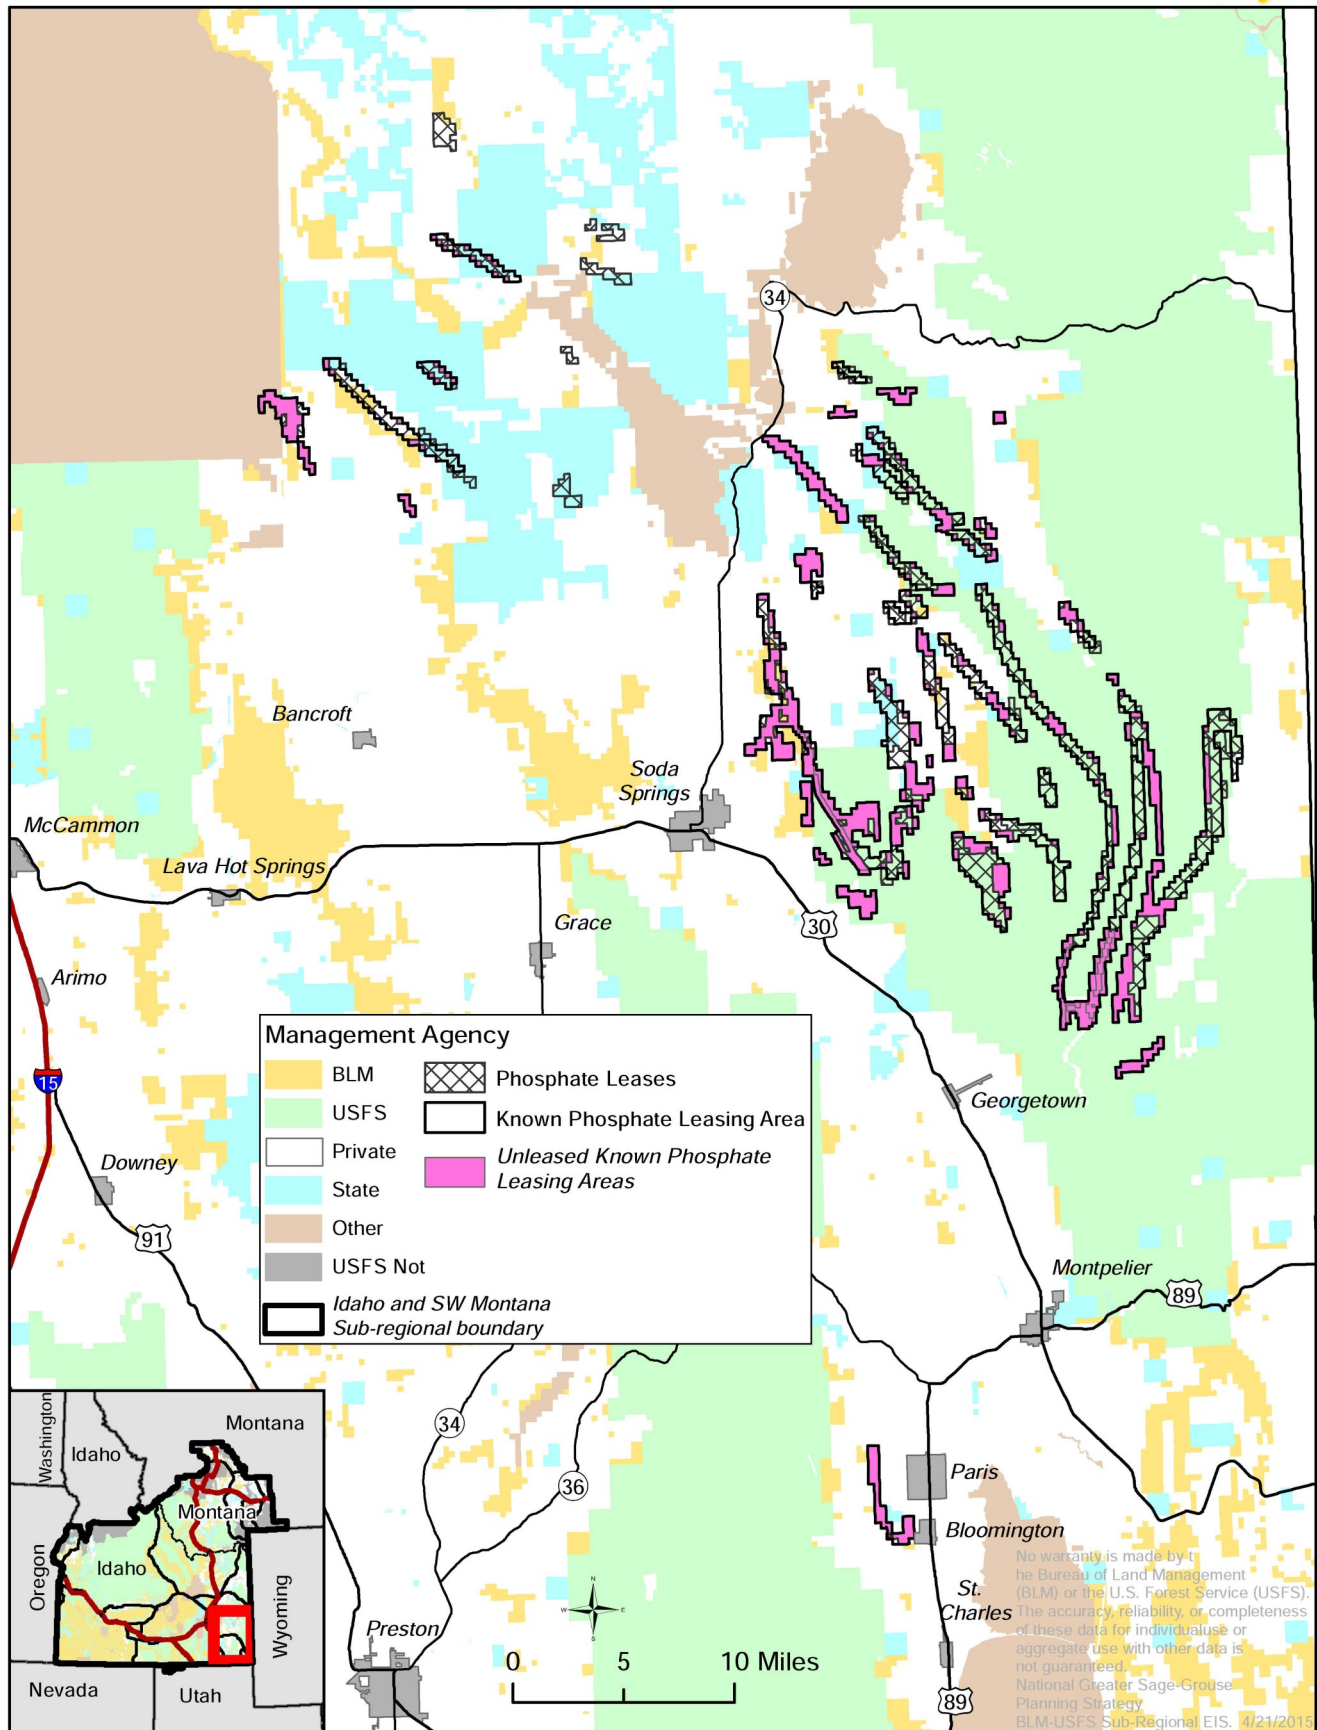 34
Bancroft
Soda
Springs
McCammon
Lava Hot Springs
30
Grace
Arimo
15
Georgetown
Downey
91
Montpelier
89
Management Agency
BLM
USFS
Private
State
Other
USFS Not
Idaho and SW Montana
Sub-regional boundary
Phosphate Leases
Known Phosphate Leasing Area
Unleased Known Phosphate
Leasing Areas
34
36
Paris
Bloomington
St.
Charles
89
Preston
N
W
E
S
0 5 10 Miles
Washington
Montana
Idaho
Montana
Oregon
Idaho
Wyoming
Nevada
Utah
No warranty is made by t
he Bureau of Land Management
(BLM) or the U.S. Forest Service (USFS).
The accuracy, reliability, or completeness
of these data for individualuse or
aggregate use with other data is
not guaranteed.
National Greater Sage-Grouse
Planning Strategy
BLM-USFS Sub-Regional EIS. 4/21/2015